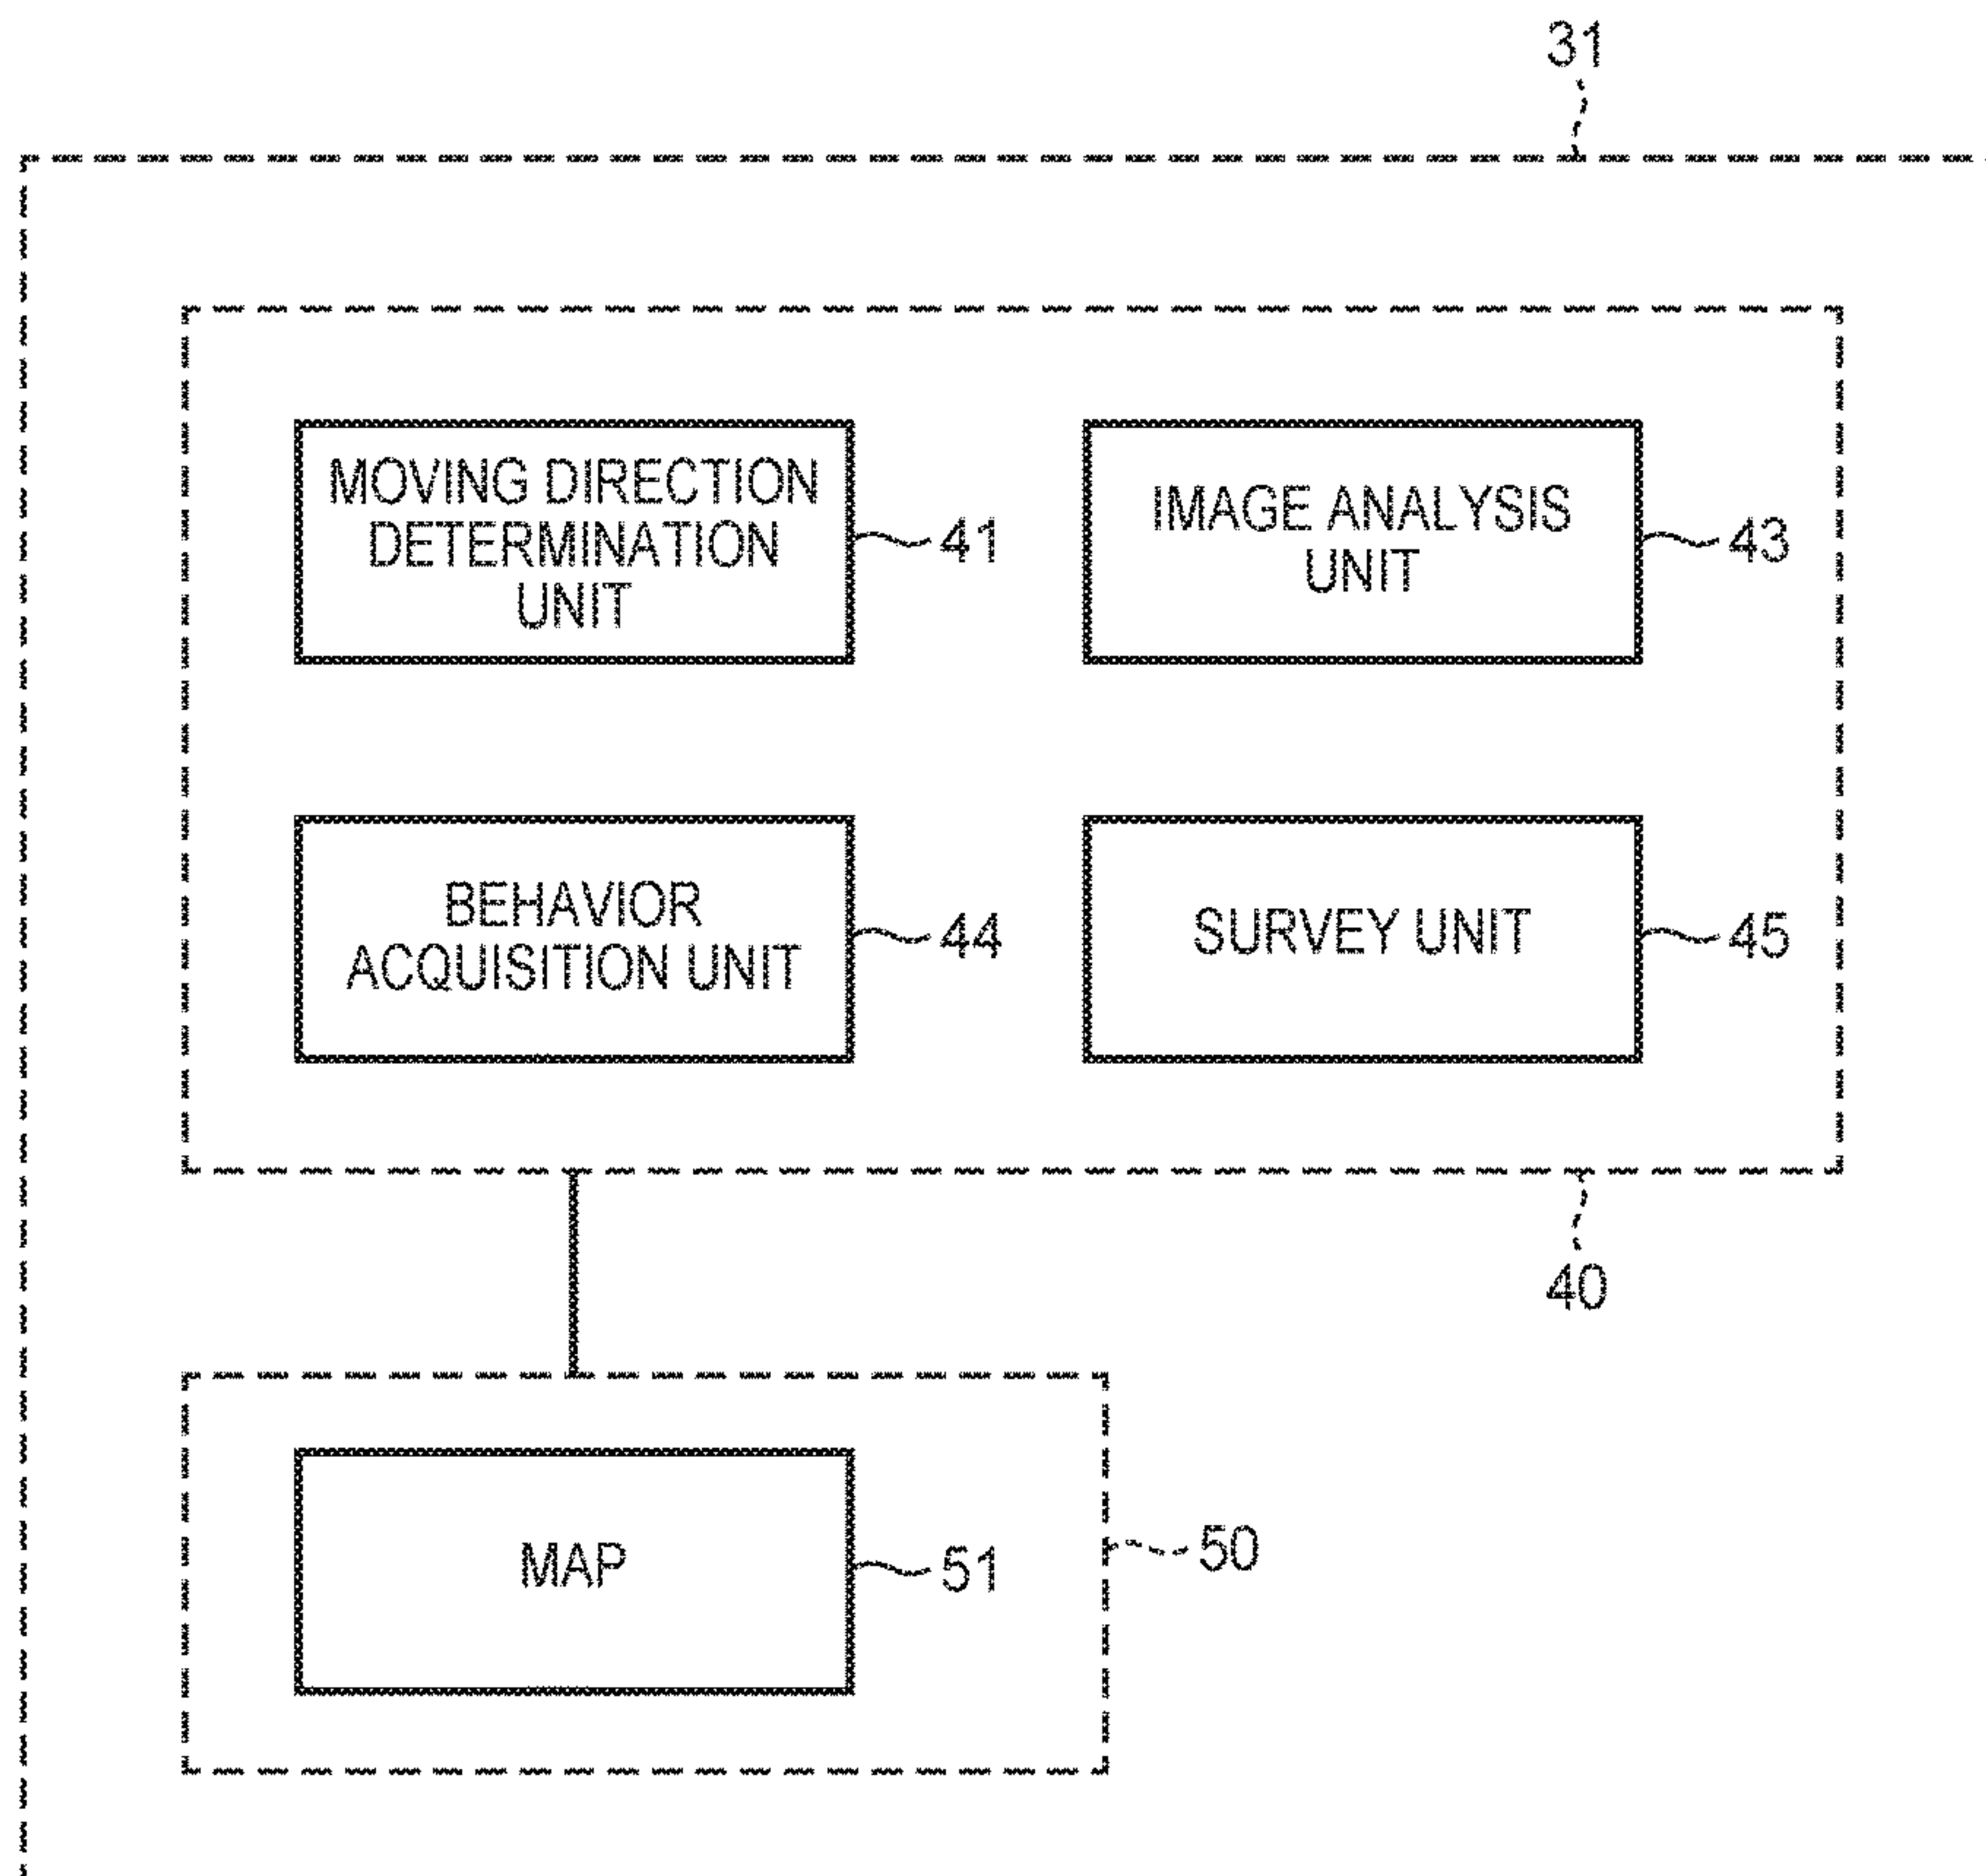 31
MOVING DIRECTION
DETERMINATION
UNIT
41
IMAGE ANALYSIS
UNIT
43
BEHAVIOR
ACQUISITION UNIT
44
SURVEY UNIT
45
40
MAP
51
50